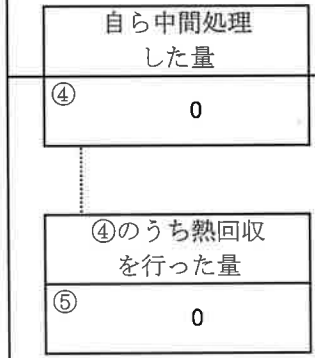 自ら中間処理
した量
④ 0
④のうち熱回収
を行った量
⑤ 0